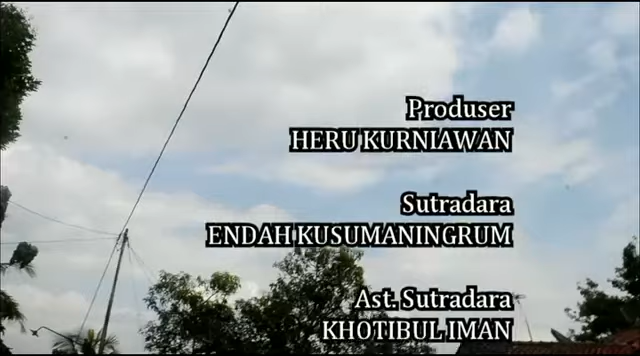 Produser
HERU KURNIAWAN
Sutradara
ENDAH KUSUMANINGRUM
Ast. Sutradara
KHOTIBUL IMAN